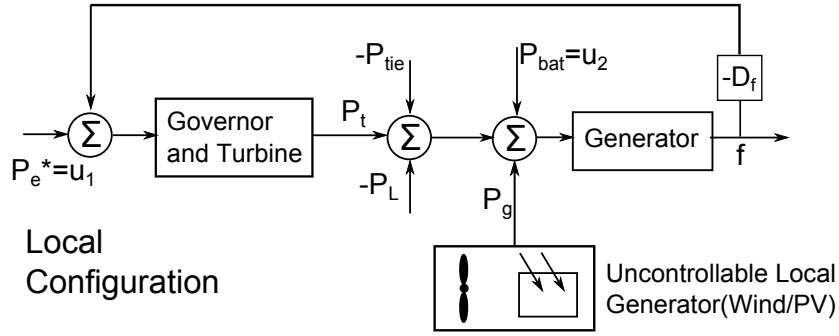 -P_tie
P_bat=u_2
-D_f
Σ
Governor
and Turbine
P_t
Σ
Σ
Generator
P_e*=u_1
f
-P_L
P_g
Local
Configuration
Uncontrollable Local
Generator(Wind/PV)